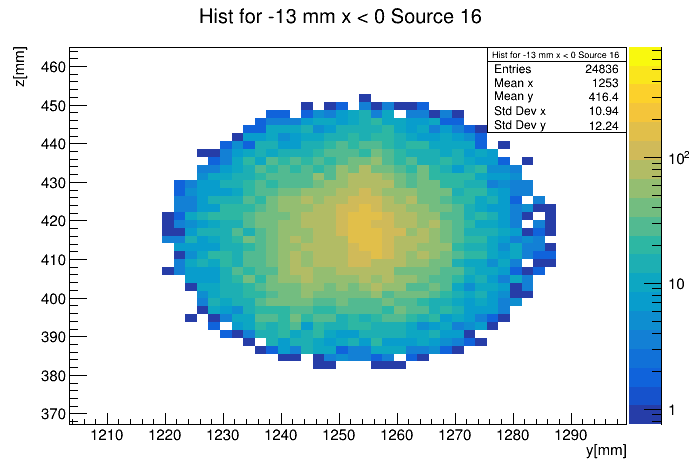 Hist for -13 mm x < 0 Source 16
z[mm]
460
450
440
430
420
410
400
390
380
370
1210 1220 1230 1240 1250 1260 1270 1280 1290
y[mm]
Hist for -13 mm x < 0 Source 16
Entries 24836
Mean x 1253
Mean y 416.4
Std Dev x 10.94
Std Dev y 12.24
10²
10
1